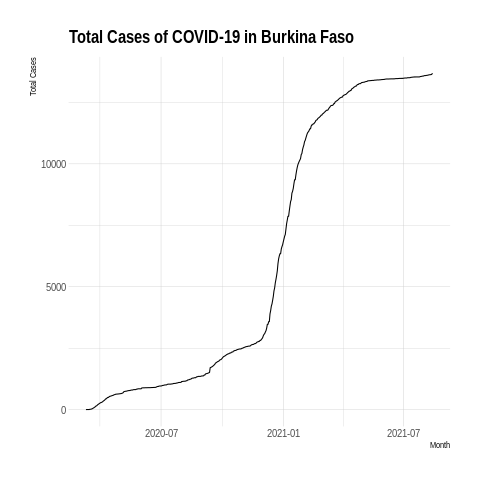 Total Cases of COVID-19 in Burkina Faso
Total Cases
10000
5000
0
2020-07
2021-01
2021-07
Month